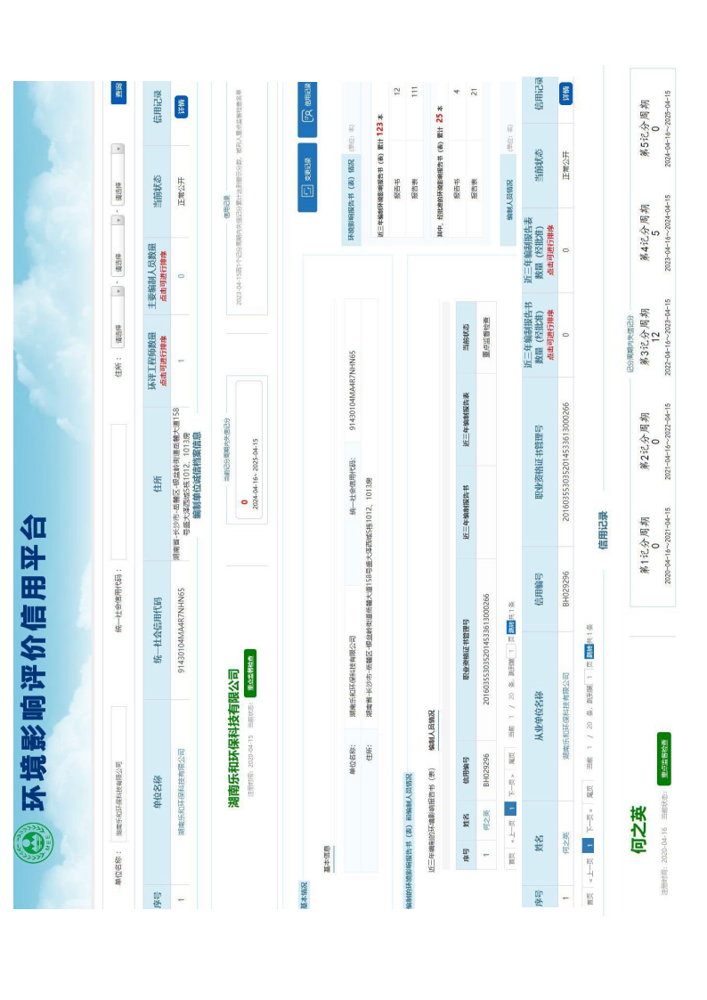 环境影响评价信用平台
MEE
单位名称： 湖南乐和环保科技有限公司 统一社会信用代码： 住所： 请选择 - 请选择 - 请选择 查询
序号 单位名称 统一社会信用代码 住所 环评工程师数量 点击可进行排序 主要编制人员数量 点击可进行排序 当前状态 信用记录
1 湖南乐和环保科技有限公司 91430104MA4R7NHN65 湖南省-长沙市-岳麓区-银盆岭街道岳麓大道158号盛大泽西城5栋1012、1013房 1 0 正常公开 详情
编制单位诚信档案信息
湖南乐和环保科技有限公司
注册时间：2020-04-15 当前状态： 重点监督检查
当前记分周期内失信记分
0
2024-04-16~ 2025-04-15
信用记录
基本情况
变更记录 信用记录
基本信息
单位名称： 湖南乐和环保科技有限公司 统一社会信用代码： 91430104MA4R7NHN65
住所： 湖南省-长沙市-岳麓区-银盆岭街道岳麓大道158号盛大泽西城5栋1012、1013房
环境影响报告书（表）情况 （单位：本）
近三年编制环境影响报告书（表）累计 123 本
报告书 12
报告表 111
其中，经批准的环境影响报告书（表）累计 25 本
报告书 4
报告表 21
编制的环境影响报告书（表）和编制人员情况
近三年编制的环境影响报告书（表） 编制人员情况
编制人员情况 （单位：名）
序号 姓名 信用编号 职业资格证书管理号 近三年编制报告书 近三年编制报告表 当前状态
1 何之英 BH029296 20160355303520145336130​00266 重点监督检查
首页 «上一页 1 下一页» 尾页 当前 1 / 20 条, 跳到第 1 页 跳转 共 1 条
序号 姓名 从业单位名称 信用编号 职业资格证书管理号 近三年编制报告书数量（经批准） 点击可进行排序 近三年编制报告表数量（经批准） 点击可进行排序 当前状态 信用记录
1 何之英 湖南乐和环保科技有限公司 BH029296 2016035530352014533613000266 0 0 正常公开 详情
首页 «上一页 1 下一页» 尾页 当前 1 / 20 条, 跳到第 1 页 跳转 共 1 条
信用记录
何之英
注册时间：2020-04-16 当前状态： 重点监督检查
记分周期内失信记分
第1记分周期 第2记分周期 第3记分周期 第4记分周期 第5记分周期
0 0 12 5 0
2020-04-16~2021-04-15 2021-04-16~2022-04-15 2022-04-16~2023-04-15 2023-04-16~2024-04-15 2024-04-16~2025-04-15